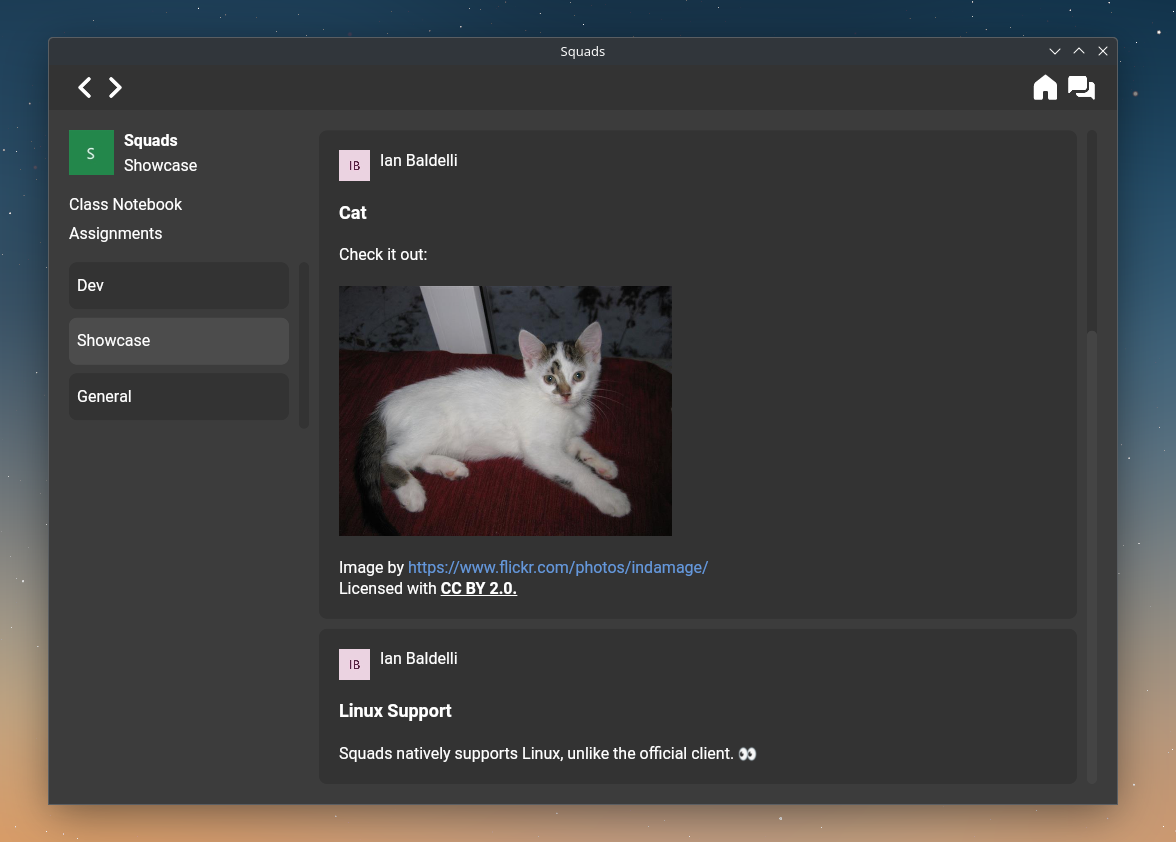 Squads
S
Squads
Showcase
Class Notebook
Assignments
Dev
Showcase
General
IB
Ian Baldelli
Cat
Check it out:
Image by https://www.flickr.com/photos/indamage/
Licensed with CC BY 2.0.
IB
Ian Baldelli
Linux Support
Squads natively supports Linux, unlike the official client. 👀